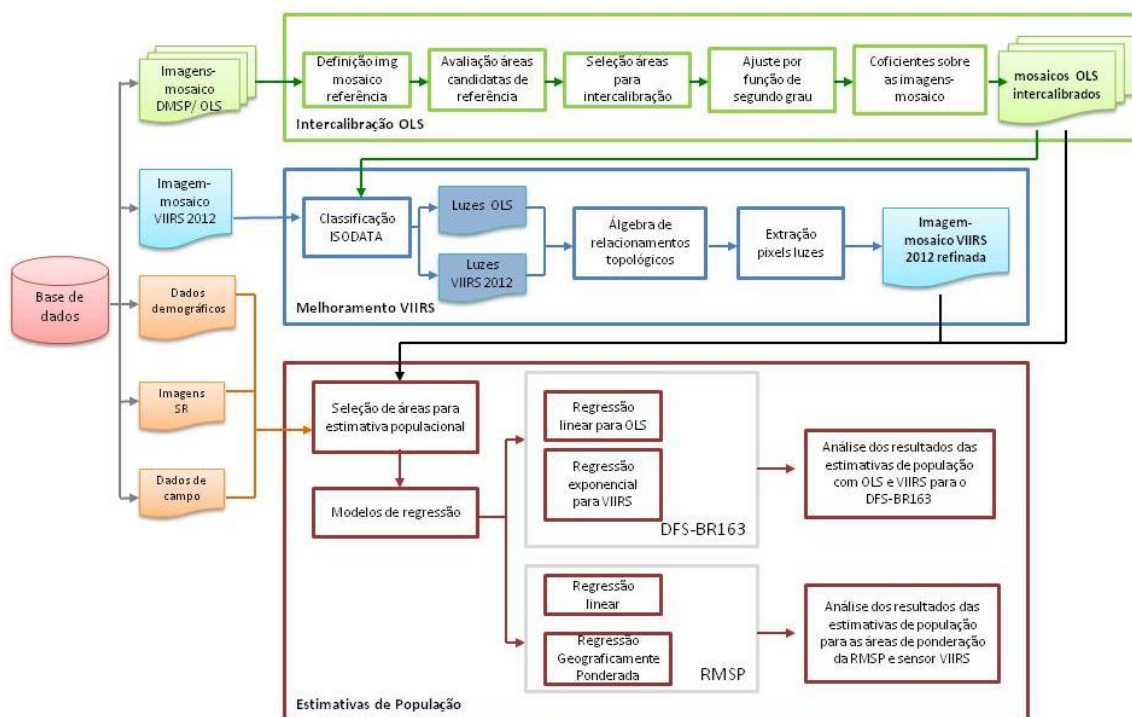 Imagens-
mosaico
DMSP/ OLS
Definição img
mosaico
referência
Avaliação áreas
candidatas de
referência
Seleção áreas
para
intercalibração
Ajuste por
função de
segundo grau
Coficientes sobre
as imagens-
mosaico
mosaicos OLS
intercalibrados
Intercalibração OLS
Imagem-
mosaico
VIIRS 2012
Classificação
ISODATA
Luzes OLS
Luzes
VIIRS 2012
Álgebra de
relacionamentos
topológicos
Extração
pixels luzes
Imagem-
mosaico VIIRS
2012 refinada
Melhoramento VIIRS
Base de
dados
Dados
demográficos
Imagens
SR
Dados de
campo
Seleção de áreas para
estimativa populacional
Modelos de regressão
Regressão
linear para OLS
Regressão
exponencial
para VIIRS
DFS-BR163
Análise dos resultados das
estimativas de população
com OLS e VIIRS para o
DFS-BR163
Regressão
linear
Regressão
Geograficamente
Ponderada
RMSP
Análise dos resultados das
estimativas de população
para as áreas de ponderação
da RMSP e sensor VIIRS
Estimativas de População